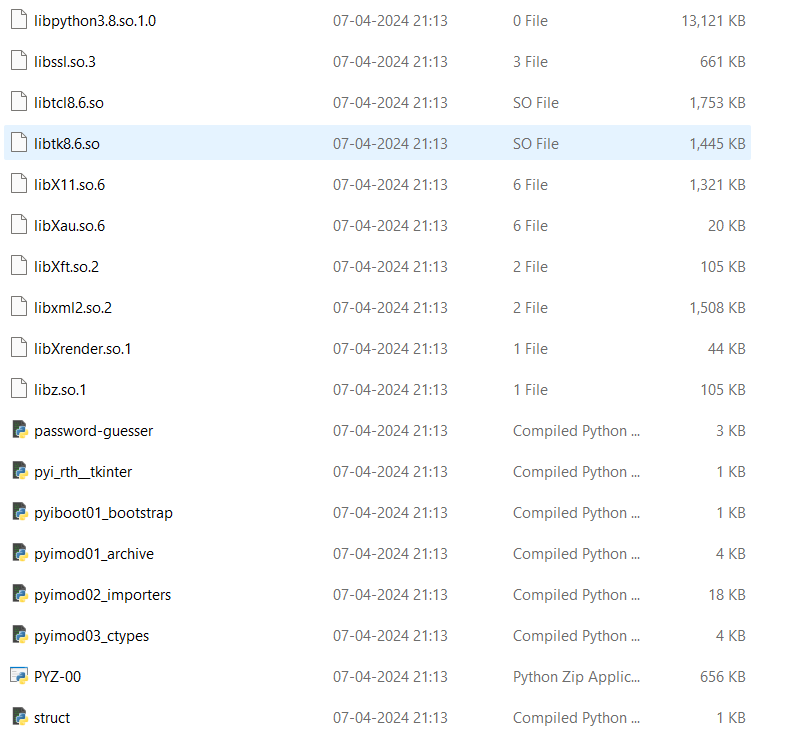 libpython3.8.so.1.0 07-04-2024 21:13 0 File 13,121 KB
libssl.so.3 07-04-2024 21:13 3 File 661 KB
libtcl8.6.so 07-04-2024 21:13 SO File 1,753 KB
libtk8.6.so 07-04-2024 21:13 SO File 1,445 KB
libX11.so.6 07-04-2024 21:13 6 File 1,321 KB
libXau.so.6 07-04-2024 21:13 6 File 20 KB
libXft.so.2 07-04-2024 21:13 2 File 105 KB
libxml2.so.2 07-04-2024 21:13 2 File 1,508 KB
libXrender.so.1 07-04-2024 21:13 1 File 44 KB
libz.so.1 07-04-2024 21:13 1 File 105 KB
password-guesser 07-04-2024 21:13 Compiled Python ... 3 KB
pyi_rth__tkinter 07-04-2024 21:13 Compiled Python ... 1 KB
pyiboot01_bootstrap 07-04-2024 21:13 Compiled Python ... 1 KB
pyimod01_archive 07-04-2024 21:13 Compiled Python ... 4 KB
pyimod02_importers 07-04-2024 21:13 Compiled Python ... 18 KB
pyimod03_ctypes 07-04-2024 21:13 Compiled Python ... 4 KB
PYZ-00 07-04-2024 21:13 Python Zip Applic... 656 KB
struct 07-04-2024 21:13 Compiled Python ... 1 KB